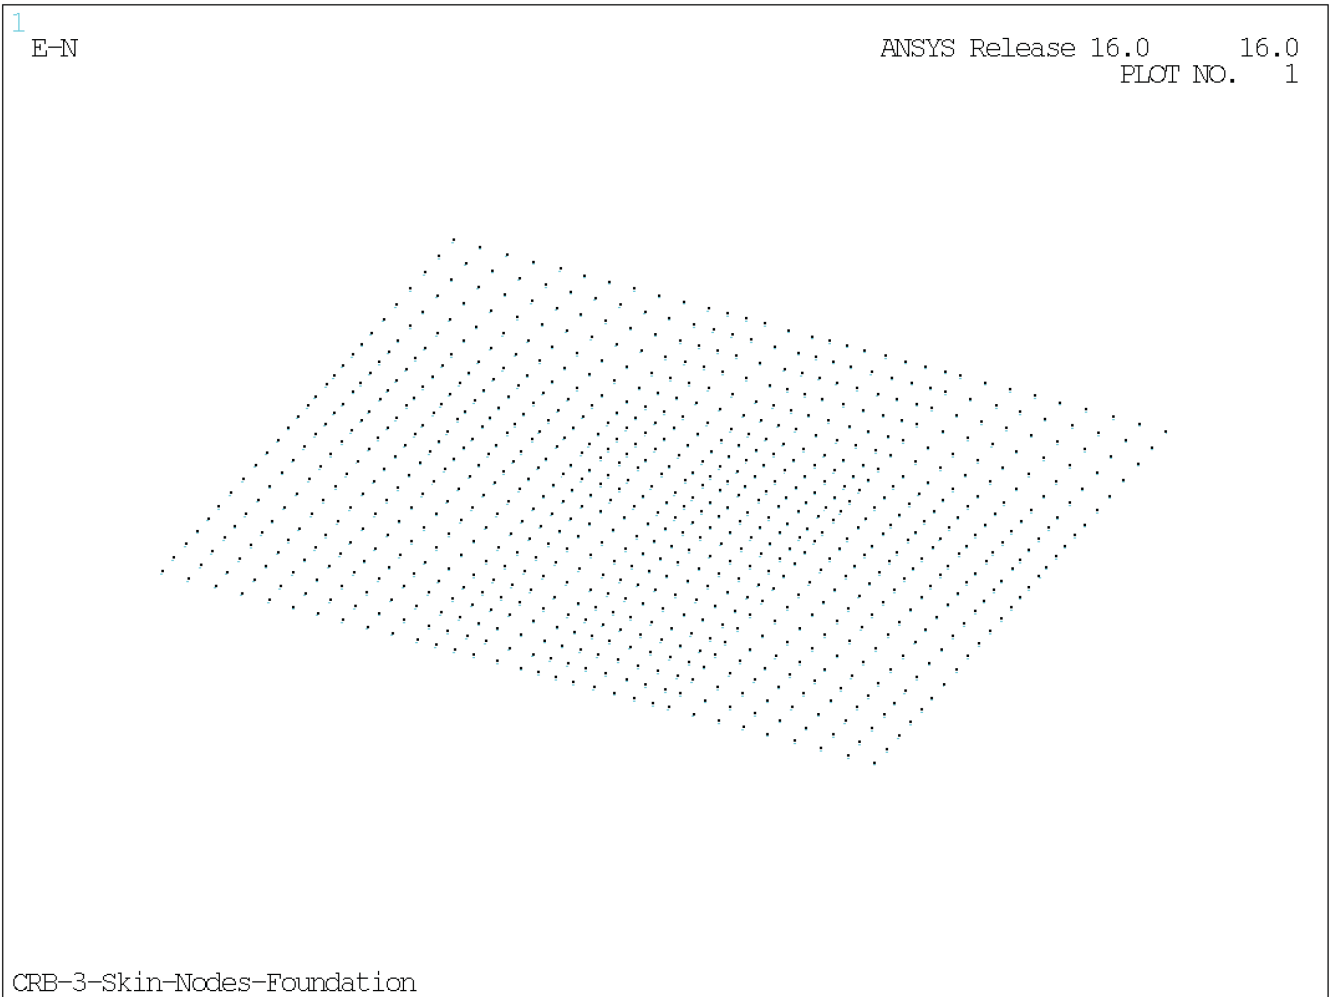 1
E-N
ANSYS Release 16.0 16.0
PLOT NO. 1
CRB-3-Skin-Nodes-Foundation